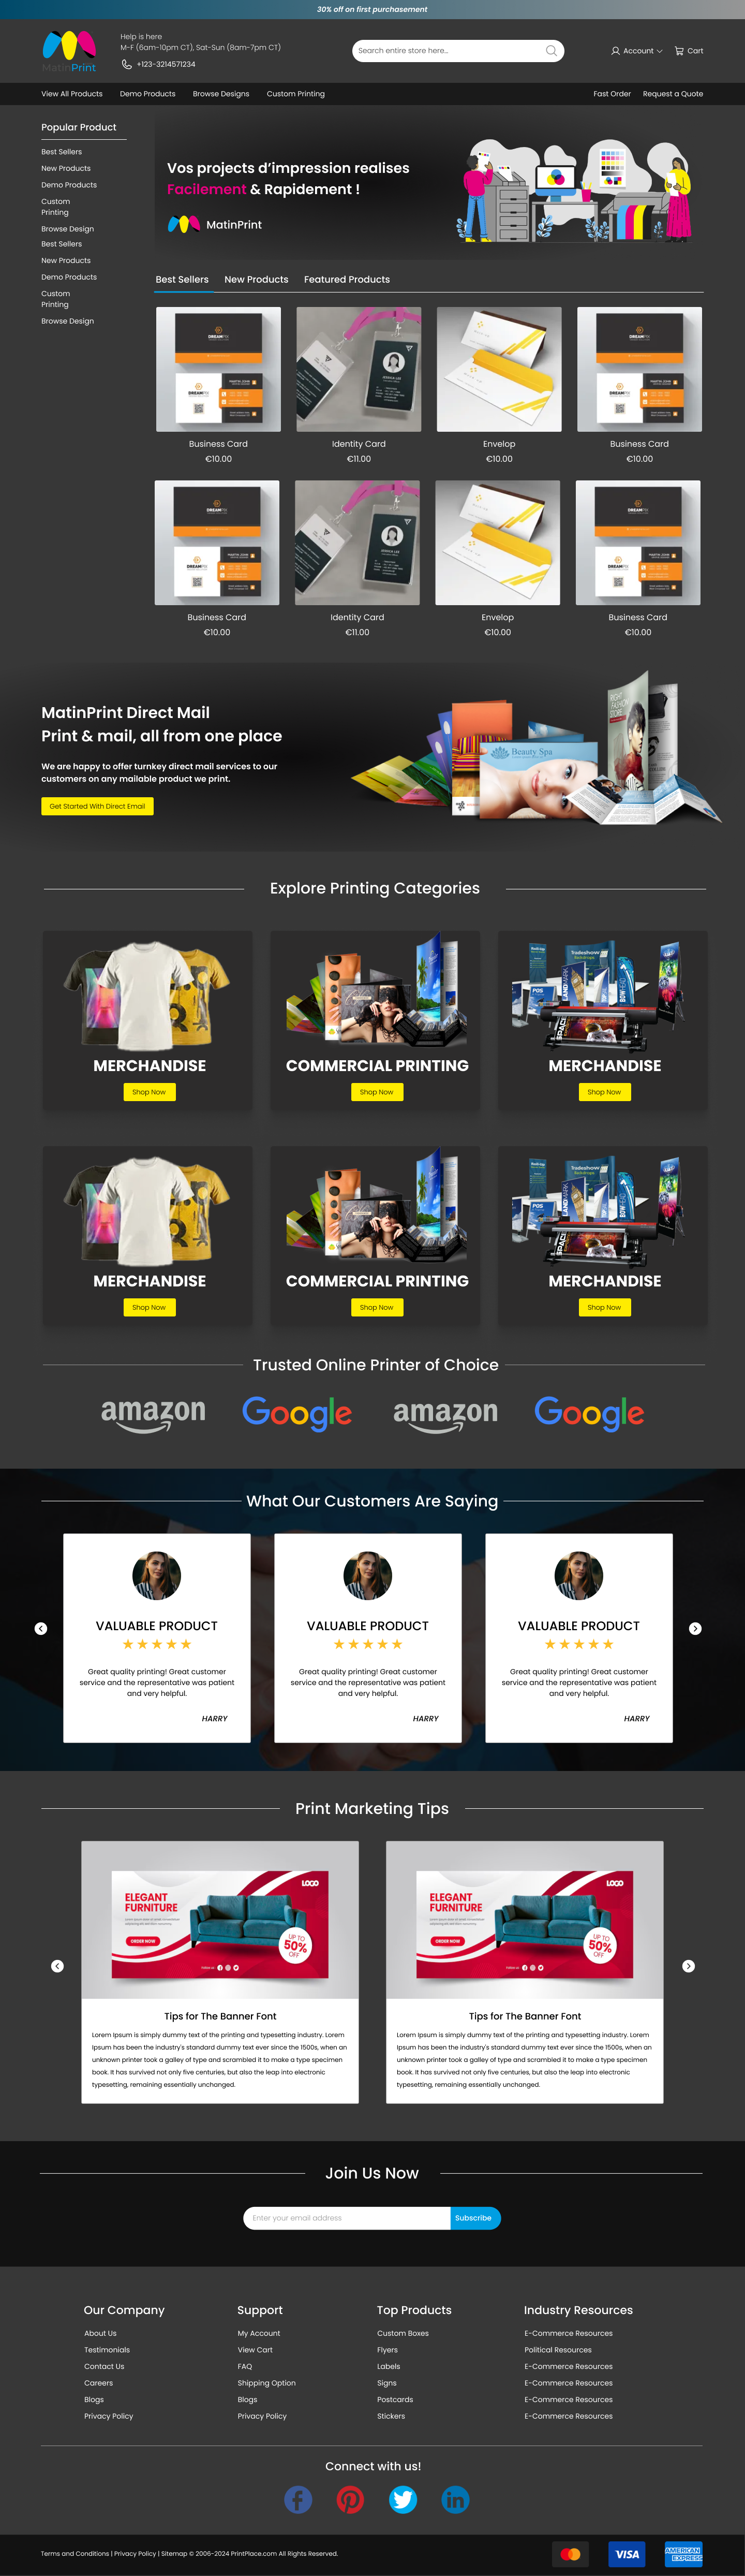 30% off on first purchasement
Help is here
M-F (6am-10pm CT), Sat-Sun (8am-7pm CT)
+123-3214571234
MatinPrint
Search entire store here...
Account
Cart
View All Products
Demo Products
Browse Designs
Custom Printing
Fast Order
Request a Quote
Popular Product
Best Sellers
New Products
Demo Products
Custom
Printing
Browse Design
Best Sellers
New Products
Demo Products
Custom
Printing
Browse Design
Vos projects d'impression realises
Facilement & Rapidement !
MatinPrint
Best Sellers
New Products
Featured Products
Business Card
Identity Card
Envelop
Business Card
€10.00
€11.00
€10.00
€10.00
Business Card
Identity Card
Envelop
Business Card
€10.00
€11.00
€10.00
€10.00
MatinPrint Direct Mail
Print & mail, all from one place
We are happy to offer turnkey direct mail services to our
customers on any mailable product we print.
Get Started With Direct Email
Beauty Spa
Explore Printing Categories
MERCHANDISE
COMMERCIAL PRINTING
MERCHANDISE
Shop Now
Shop Now
Shop Now
MERCHANDISE
COMMERCIAL PRINTING
MERCHANDISE
Shop Now
Shop Now
Shop Now
Trusted Online Printer of Choice
amazon
Google
amazon
Google
What Our Customers Are Saying
VALUABLE PRODUCT
Great quality printing! Great customer
service and the representative was patient
and very helpful.
HARRY
VALUABLE PRODUCT
Great quality printing! Great customer
service and the representative was patient
and very helpful.
HARRY
VALUABLE PRODUCT
Great quality printing! Great customer
service and the representative was patient
and very helpful.
HARRY
Print Marketing Tips
LOGO
ELEGANT
FURNITURE
ORDER NOW
UP TO
50%
OFF
Tips for The Banner Font
Lorem Ipsum is simply dummy text of the printing and typesetting industry. Lorem
Ipsum has been the industry's standard dummy text ever since the 1500s, when an
unknown printer took a galley of type and scrambled it to make a type specimen
book. It has survived not only five centuries, but also the leap into electronic
typesetting, remaining essentially unchanged.
LOGO
ELEGANT
FURNITURE
ORDER NOW
UP TO
50%
OFF
Tips for The Banner Font
Lorem Ipsum is simply dummy text of the printing and typesetting industry. Lorem
Ipsum has been the industry's standard dummy text ever since the 1500s, when an
unknown printer took a galley of type and scrambled it to make a type specimen
book. It has survived not only five centuries, but also the leap into electronic
typesetting, remaining essentially unchanged.
Join Us Now
Enter your email address
Subscribe
Our Company
About Us
Testimonials
Contact Us
Careers
Blogs
Privacy Policy
Support
My Account
View Cart
FAQ
Shipping Option
Blogs
Privacy Policy
Top Products
Custom Boxes
Flyers
Labels
Signs
Postcards
Stickers
Industry Resources
E-Commerce Resources
Political Resources
E-Commerce Resources
E-Commerce Resources
E-Commerce Resources
E-Commerce Resources
Connect with us!
Terms and Conditions | Privacy Policy | Sitemap © 2006-2024 PrintPlace.com All Rights Reserved.
VISA
AMERICAN
EXPRESS